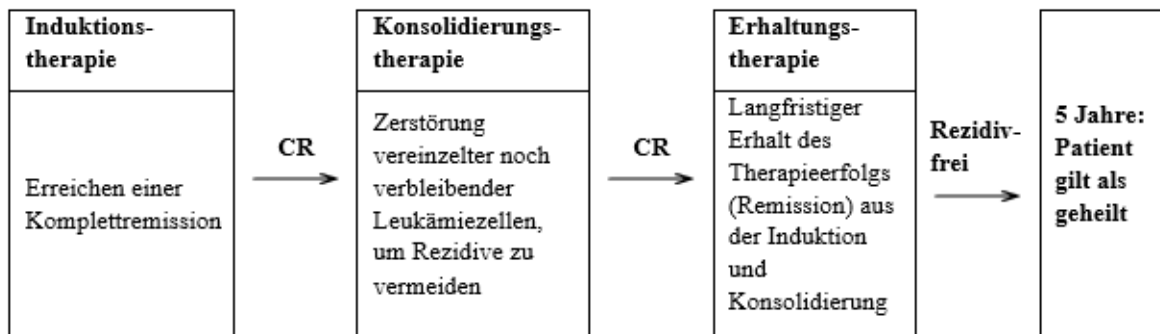 Induktions-
therapie
Erreichen einer
Komplettremission
CR
Konsolidierungs-
therapie
Zerstörung
vereinzelter noch
verbleibender
Leukämiezellen,
um Rezidive zu
vermeiden
CR
Erhaltungs-
therapie
Langfristiger
Erhalt des
Therapieerfolgs
(Remission) aus
der Induktion
und
Konsolidierung
Rezidiv-
frei
5 Jahre:
Patient
gilt als
geheilt